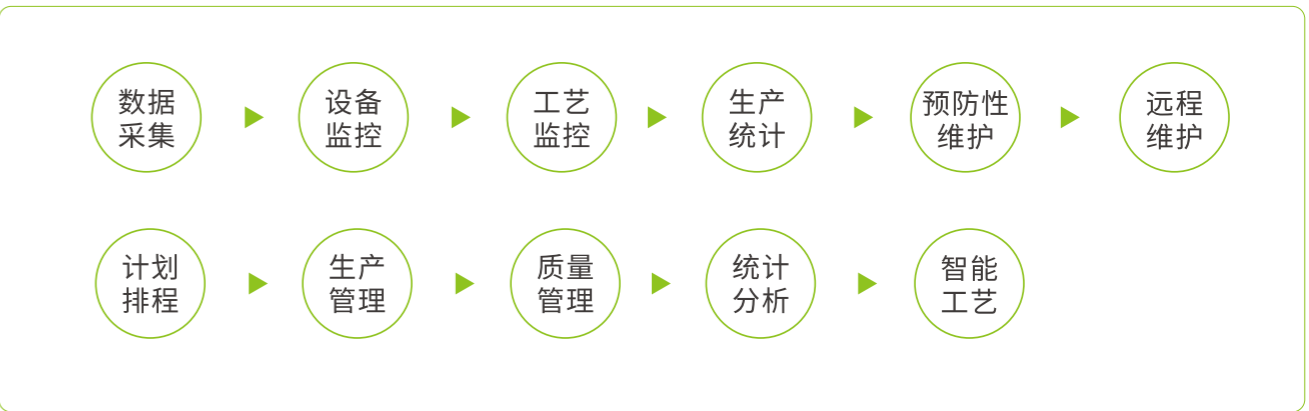 数据
采集
设备
监控
工艺
监控
生产
统计
预防性
维护
远程
维护
计划
排程
生产
管理
质量
管理
统计
分析
智能
工艺